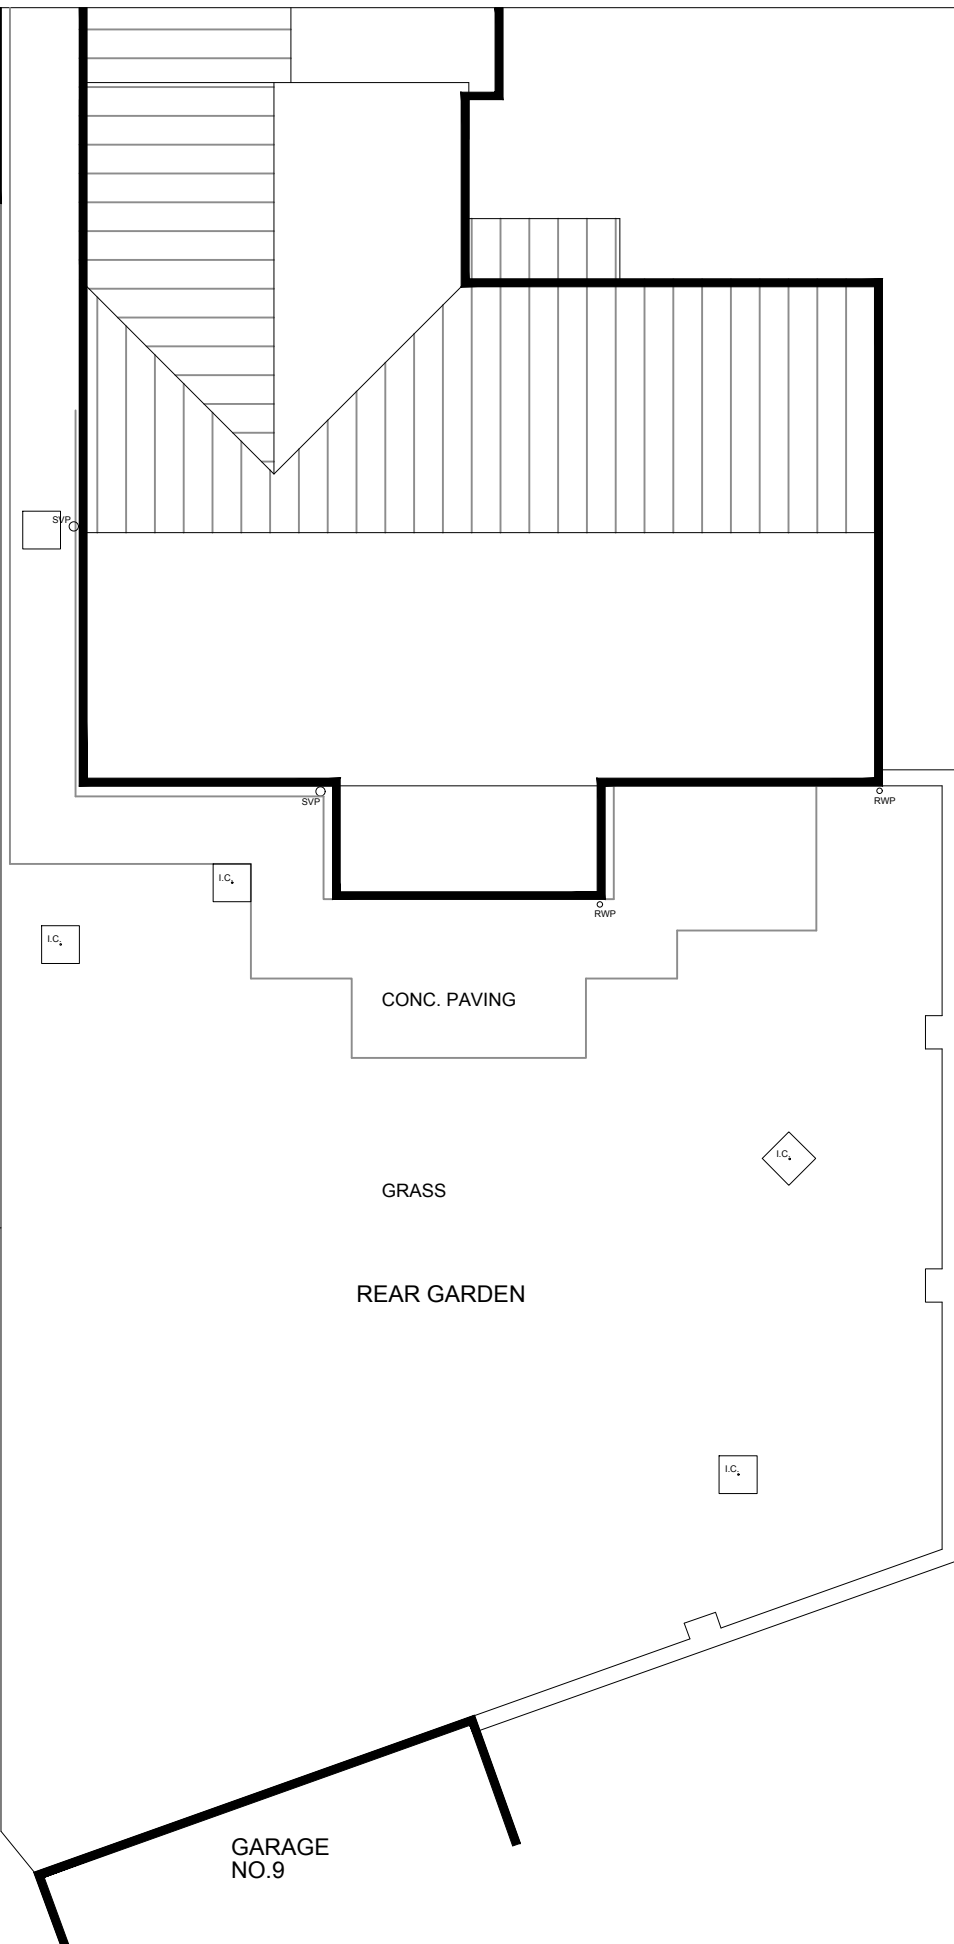 SVP
SVP
RWP
I.C.
RWP
I.C.
CONC. PAVING
I.C.
GRASS
REAR GARDEN
I.C.
GARAGE
NO.9